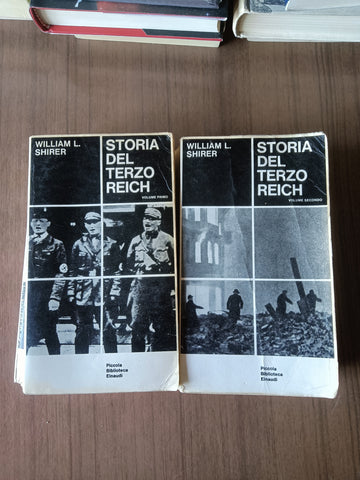 WILLIAM L.
SHIRER
STORIA
DEL
TERZO
REICH
VOLUME PRIMO
Piccola
Biblioteca
Einaudi
WILLIAM L.
SHIRER
STORIA
DEL
TERZO
REICH
VOLUME SECONDO
Piccola
Biblioteca
Einaudi